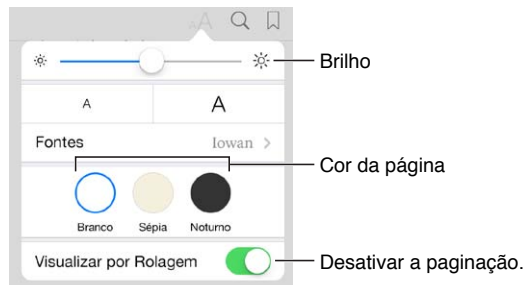 AA
Brilho
A A
Fontes Iowan >
Cor da página
Branco Sépia Noturno
Visualizar por Rolagem Desativar a paginação.